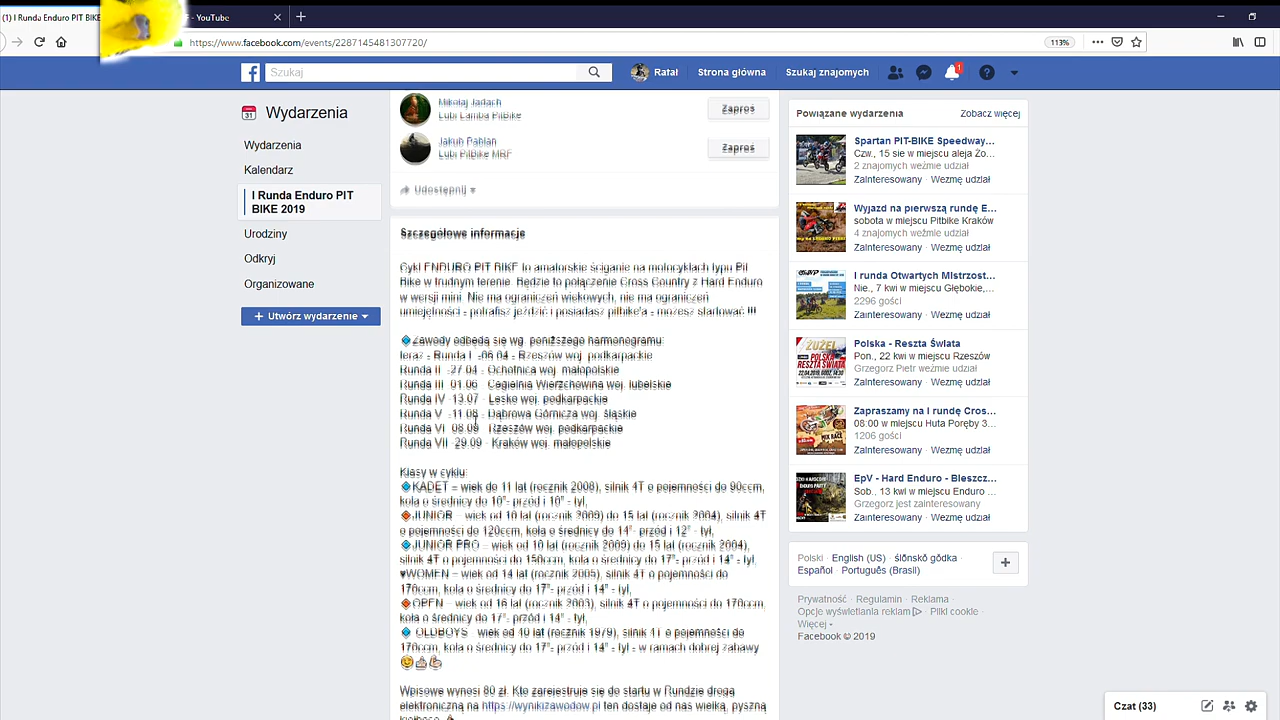 (1) I Runda Enduro PIT BIKE
- YouTube
https://www.facebook.com/events/2287145481307720/
113%
Szukaj
Rafał
Strona główna
Szukaj znajomych
1
31
Wydarzenia
Wydarzenia
Kalendarz
I Runda Enduro PIT
BIKE 2019
Urodziny
Odkryj
Organizowane
+ Utwórz wydarzenie
Mikołaj Jadach
Lubi Lamba PitBike
Zaproś
Jakub Pabian
Lubi PitBike MRF
Zaproś
Udostępnij
Szczegółowe informacje
Cykl ENDURO PIT BIKE to amatorskie ściganie na motocyklach typu Pit
Bike w trudnym terenie. Będzie to połączenie Cross Country z Hard Enduro
w wersji mini. Nie ma ograniczeń wiekowych, nie ma ograniczeń
umiejętności - potrafisz jeździć i posiadasz pitbike'a - możesz startować !!!
Zawody odbędą się wg. poniższego harmonogramu:
teraz - Runda I -06.04 - Rzeszów woj. podkarpackie
Runda II - 27.04 - Ochotnica woj. małopolskie
Runda III 01.06 - Cegielnia Wierzchowina woj. lubelskie
Runda IV - 13.07 - Lesko woj. podkarpackie
Runda V - 11.08 - Dąbrowa Górnicza woj. śląskie
Runda VI 08.09 - Rzeszów woj. podkarpackie
Runda VII - 29.09 - Kraków woj. małopolskie
Klasy w cyklu:
KADET – wiek do 11 lat (rocznik 2008), silnik 4T o pojemności do 90ccm,
koła o średnicy do 10"- przód i 10" - tył,
JUNIOR – wiek od 10 lat (rocznik 2009) do 15 lat (rocznik 2004), silnik 4T
o pojemności do 120ccm, koła o średnicy do 14"- przód i 12" - tył,
JUNIOR PRO – wiek od 10 lat (rocznik 2009) do 15 lat (rocznik 2004),
silnik 4T o pojemności do 150ccm, koła o średnicy do 17"- przód i 14" - tył,
♥WOMEN – wiek od 14 lat (rocznik 2005), silnik 4T o pojemności do
170ccm, koła o średnicy do 17"- przód i 14" - tył,
OPEN – wiek od 16 lat (rocznik 2003), silnik 4T o pojemności do 170ccm,
koła o średnicy do 17"- przód i 14" - tył,
OLDBOYS - wiek od 40 lat (rocznik 1979), silnik 4T o pojemności do
170ccm, koła o średnicy do 17"- przód i 14" - tył - w ramach dobrej zabawy
Wpisowe wynosi 80 zł. Kto zarejestruje się do startu w Rundzie drogą
elektroniczną na https://wynikizawodow.pl ten dostaje od nas wielką, pyszną
kiełbasę
Powiązane wydarzenia
Zobacz więcej
Spartan PIT-BIKE Speedway...
Czw., 15 sie w miejscu aleja Żo...
2 znajomych weźmie udział
Zainteresowany · Wezmę udział
Wyjazd na pierwszą rundę E...
sobota w miejscu Pitbike Kraków
4 znajomych weźmie udział
Zainteresowany · Wezmę udział
I runda Otwartych Mistrzost...
Nie., 7 kwi w miejscu Głębokie,...
2296 gości
Zainteresowany · Wezmę udział
ŻUŻEL
POLSKA
RESZTA ŚWIATA
Polska - Reszta Świata
Pon., 22 kwi w miejscu Rzeszów
Grzegorz Pietr weźmie udział
Zainteresowany · Wezmę udział
Zapraszamy na I rundę Cros...
08:00 w miejscu Huta Poręby 3...
1206 gości
Zainteresowany · Wezmę udział
EpV - Hard Enduro - Bleszcz...
Sob., 13 kwi w miejscu Enduro ...
Grzegorz jest zainteresowany
Zainteresowany · Wezmę udział
Polski · English (US) · ślōnskŏ gŏdka ·
Español · Português (Brasil)
Prywatność · Regulamin · Reklama ·
Opcje wyświetlania reklam · Pliki cookie ·
Więcej
Facebook © 2019
Czat (33)